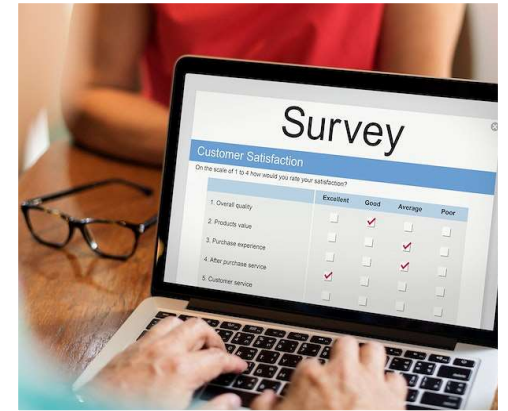 Survey
Customer Satisfaction
On the scale of 1 to 4 how would you rate your satisfaction?
Excellent Good Average Poor
1. Overall quality
2. Products value
3. Purchase experience
4. After purchase service
5. Customer service